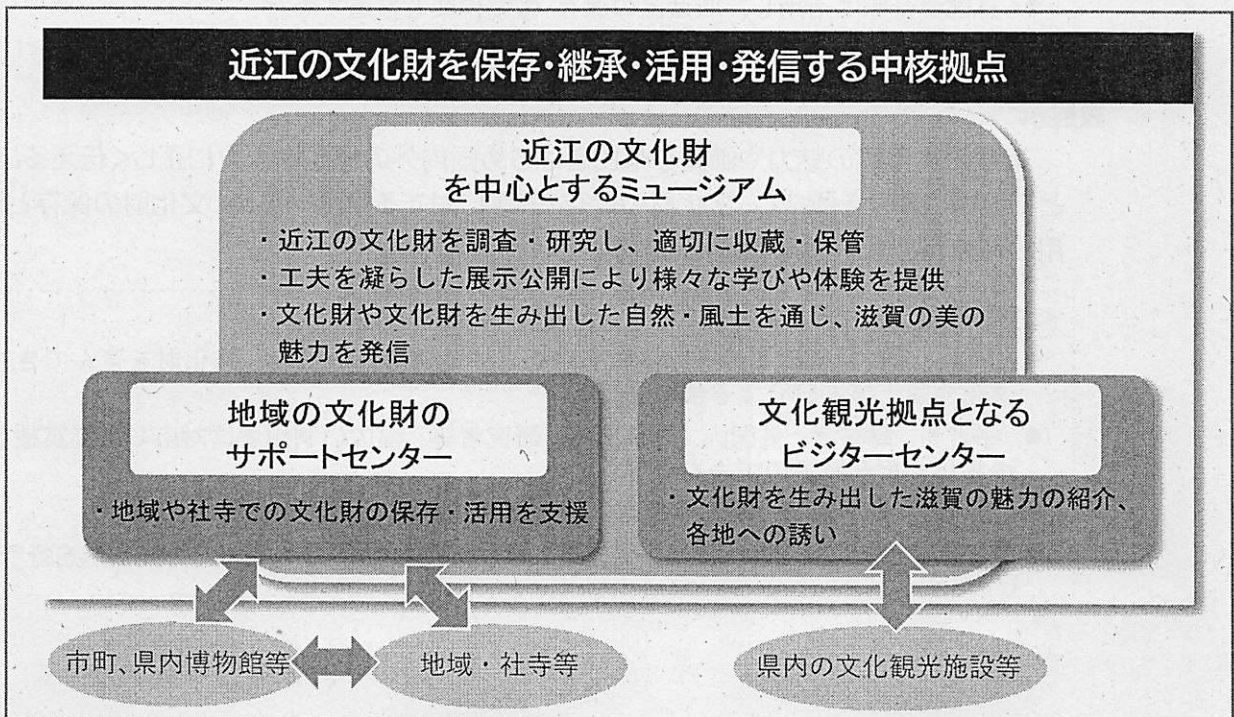 近江の文化財を保存・継承・活用・発信する中核拠点
近江の文化財
を中心とするミュージアム
・近江の文化財を調査・研究し、適切に収蔵・保管
・工夫を凝らした展示公開により様々な学びや体験を提供
・文化財や文化財を生み出した自然・風土を通じ、滋賀の美の
魅力を発信
地域の文化財の
サポートセンター
・地域や社寺での文化財の保存・活用を支援
文化観光拠点となる
ビジターセンター
・文化財を生み出した滋賀の魅力の紹介、
各地への誘い
市町、県内博物館等
地域・社寺等
県内の文化観光施設等